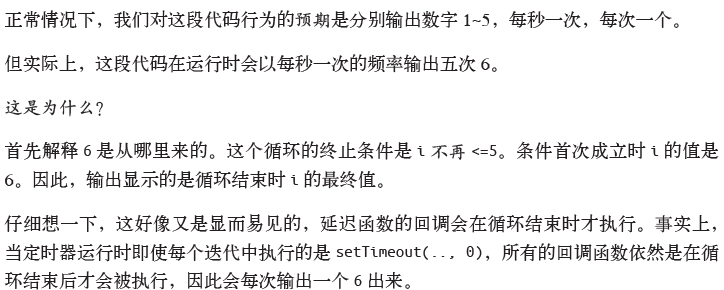 正常情况下，我们对这段代码行为的预期是分别输出数字 1~5，每秒一次，每次一个。
但实际上，这段代码在运行时会以每秒一次的频率输出五次 6。
这是为什么？
首先解释 6 是从哪里来的。这个循环的终止条件是 i 不再 <=5。条件首次成立时 i 的值是
6。因此，输出显示的是循环结束时 i 的最终值。
仔细想一下，这好像又是显而易见的，延迟函数的回调会在循环结束时才执行。事实上，
当定时器运行时即使每个迭代中执行的是 setTimeout(.., 0)，所有的回调函数依然是在循
环结束后才会被执行，因此会每次输出一个 6 出来。